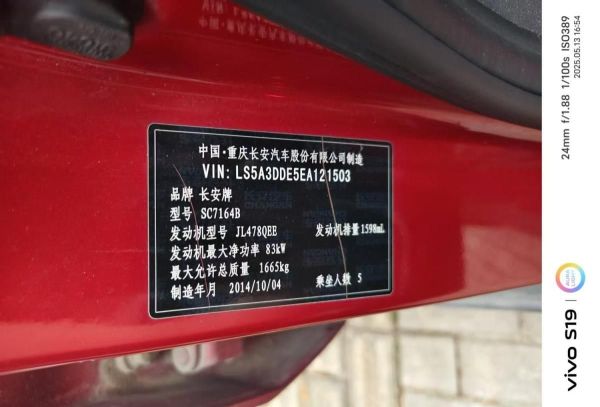 中国·重庆长安汽车股份有限公司制造
VIN: LS5A3DDE5EA121503
品牌 长安牌
型号 SC7164B
发动机型号 JL478QEE 发动机排量 1598mL
发动机最大净功率 83kW
最大允许总质量 1665kg
乘坐人数 5
制造年月 2014/10/04
vivo S19
24mm f/1.88 1/100s ISO389
2025.05.13 16:54